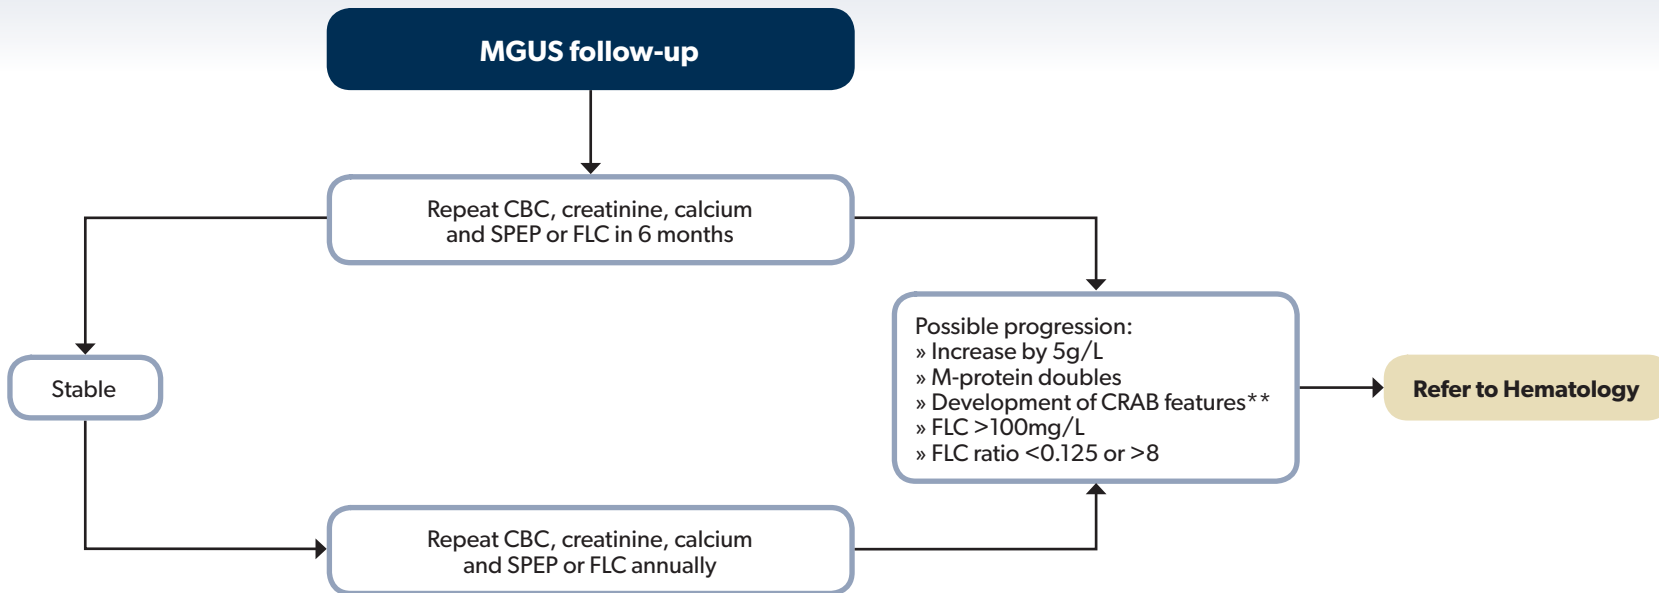 MGUS follow-up
Repeat CBC, creatinine, calcium
and SPEP or FLC in 6 months
Possible progression:
» Increase by 5g/L
» M-protein doubles
» Development of CRAB features**
» FLC >100mg/L
» FLC ratio <0.125 or >8
Stable
Refer to Hematology
Repeat CBC, creatinine, calcium
and SPEP or FLC annually